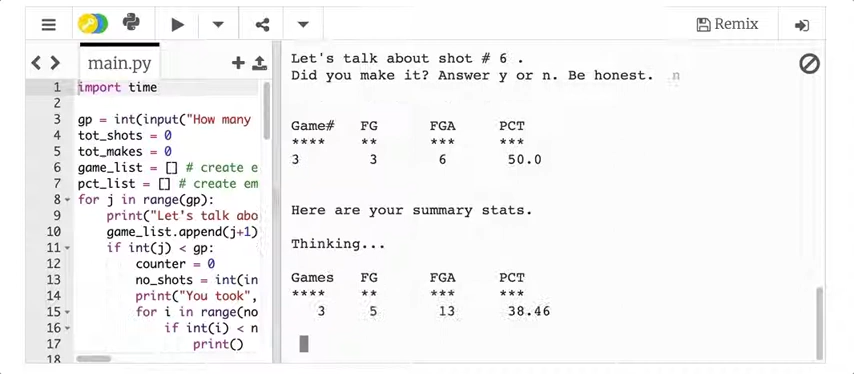 Remix
main.py
1 import time
2
3 gp = int(input("How many
4 tot_shots = 0
5 tot_makes = 0
6 game_list = [] # create e
7 pct_list = [] # create em
8 for j in range(gp):
9 print("Let's talk abo
10 game_list.append(j+1)
11 if int(j) < gp:
12 counter = 0
13 no_shots = int(in
14 print("You took",
15 for i in range(no
16 if int(i) < n
17 print()
18
Let's talk about shot # 6 .
Did you make it? Answer y or n. Be honest. n
Game# FG FGA PCT
**** ** *** ***
3 3 6 50.0
Here are your summary stats.
Thinking...
Games FG FGA PCT
**** ** *** ***
3 5 13 38.46